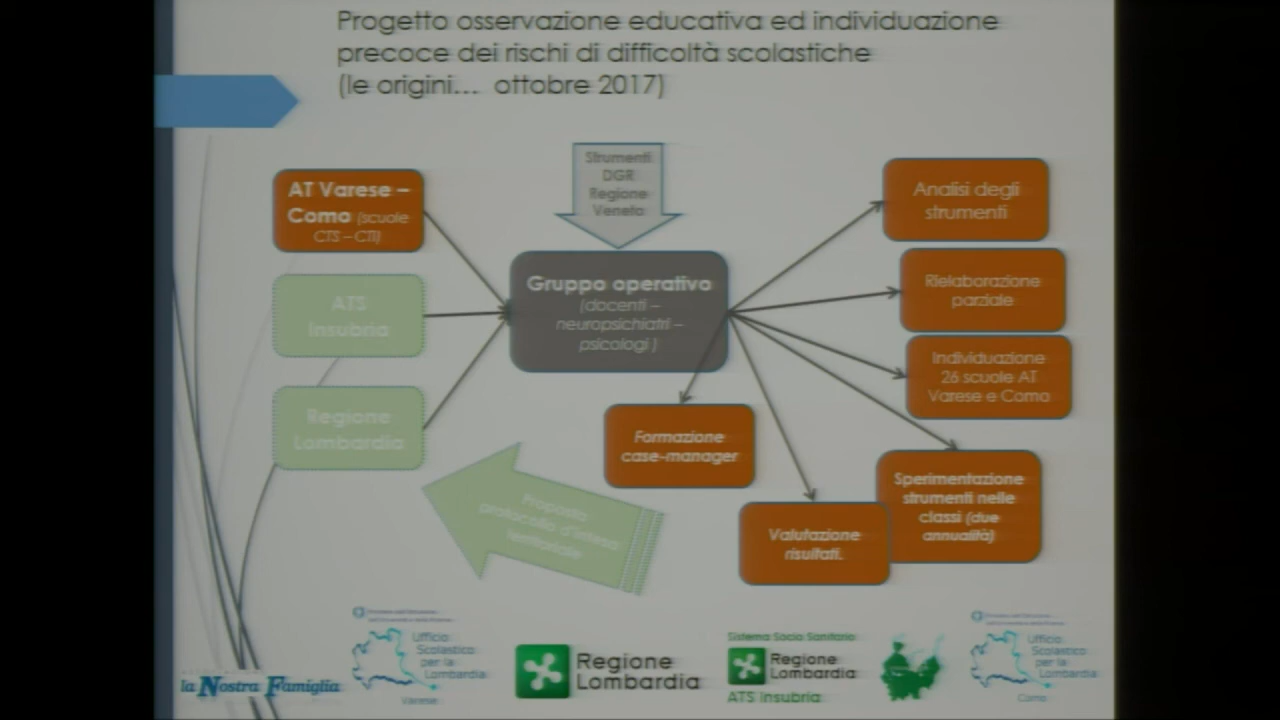 Progetto osservazione educativa ed individuazione
precoce dei rischi di difficoltà scolastiche
(le origini... ottobre 2017)
Strumenti
DGR
Regione
Veneto
AT Varese –
Como (scuole
CTS – CTI)
ATS
Insubria
Regione
Lombardia
Gruppo operativo
(docenti –
neuropsichiatri –
psicologi )
Analisi degli
strumenti
Rielaborazione
parziale
Individuazione
26 scuole AT
Varese e Como
Formazione
case-manager
Sperimentazione
strumenti nelle
classi (due
annualità)
Valutazione
risultati.
Proposta
protocollo d'intesa
territoriale
la Nostra Famiglia
Ufficio
Scolastico
per la
Lombardia
Varese
Regione
Lombardia
Sistema Socio Sanitario
Regione
Lombardia
ATS Insubria
Ufficio
Scolastico
per la
Lombardia
Como